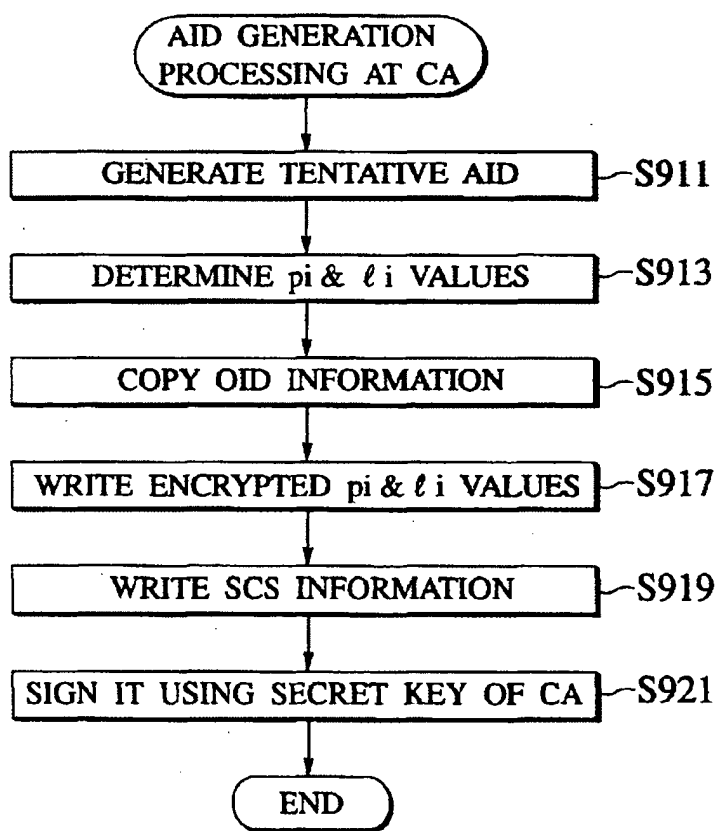 AID GENERATION
PROCESSING AT CA
GENERATE TENTATIVE AID
S911
DETERMINE pi & ℓi VALUES
S913
COPY OID INFORMATION
S915
WRITE ENCRYPTED pi & ℓi VALUES
S917
WRITE SCS INFORMATION
S919
SIGN IT USING SECRET KEY OF CA
S921
END